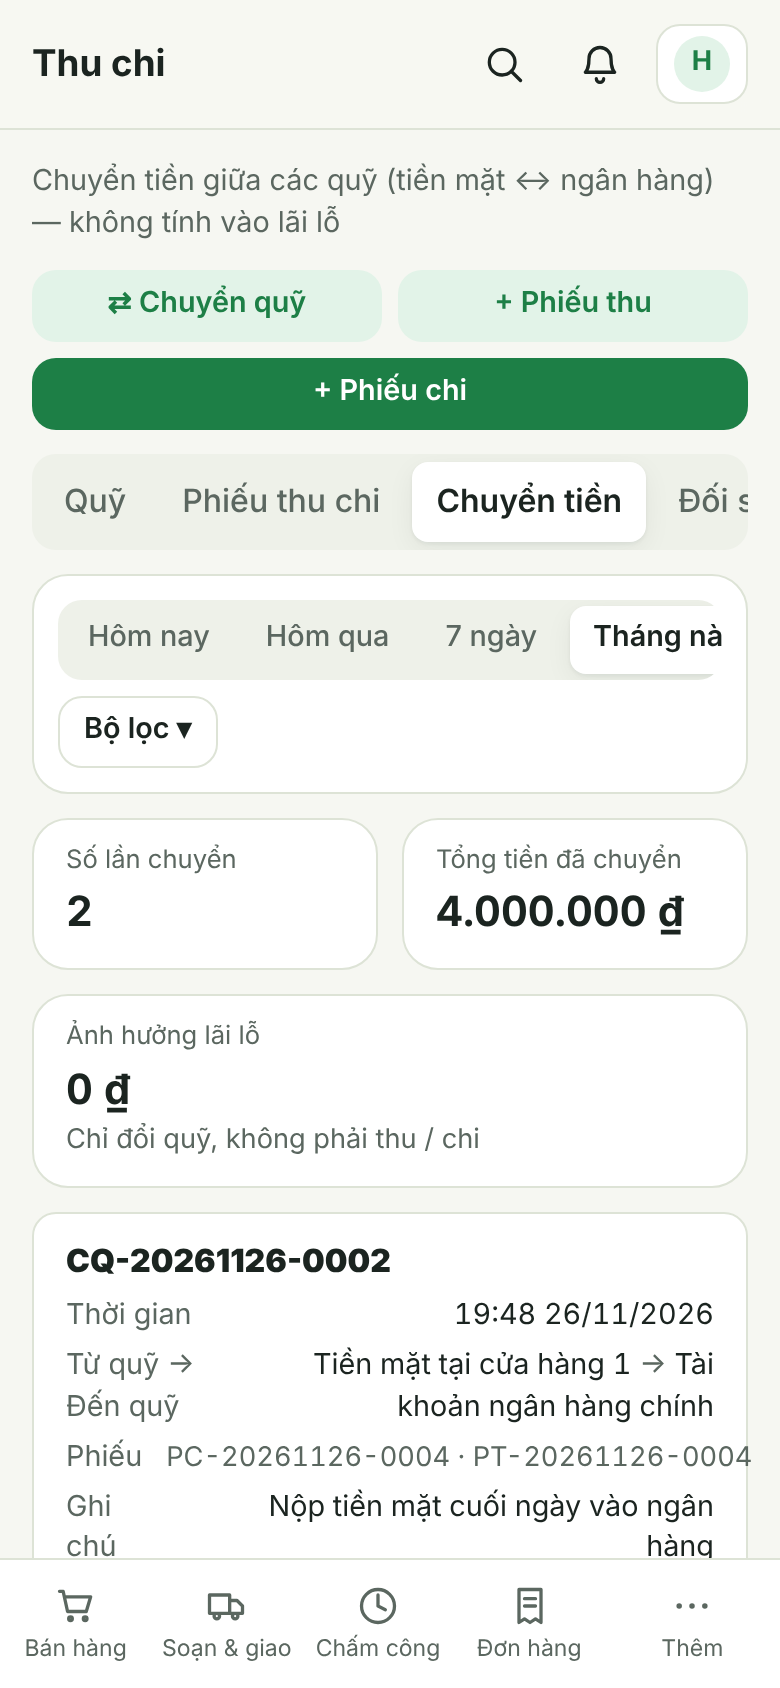 Thu chi
H
Chuyển tiền giữa các quỹ (tiền mặt ↔ ngân hàng)
— không tính vào lãi lỗ
⇄ Chuyển quỹ
+ Phiếu thu
+ Phiếu chi
Quỹ
Phiếu thu chi
Chuyển tiền
Đối s
Hôm nay
Hôm qua
7 ngày
Tháng nà
Bộ lọc ▾
Số lần chuyển
2
Tổng tiền đã chuyển
4.000.000 ₫
Ảnh hưởng lãi lỗ
0 ₫
Chỉ đổi quỹ, không phải thu / chi
CQ-20261126-0002
Thời gian 19:48 26/11/2026
Từ quỹ → Tiền mặt tại cửa hàng 1 → Tài
Đến quỹ khoản ngân hàng chính
Phiếu PC-20261126-0004 · PT-20261126-0004
Ghi Nộp tiền mặt cuối ngày vào ngân
chú hàng
Bán hàng
Soạn & giao
Chấm công
Đơn hàng
Thêm